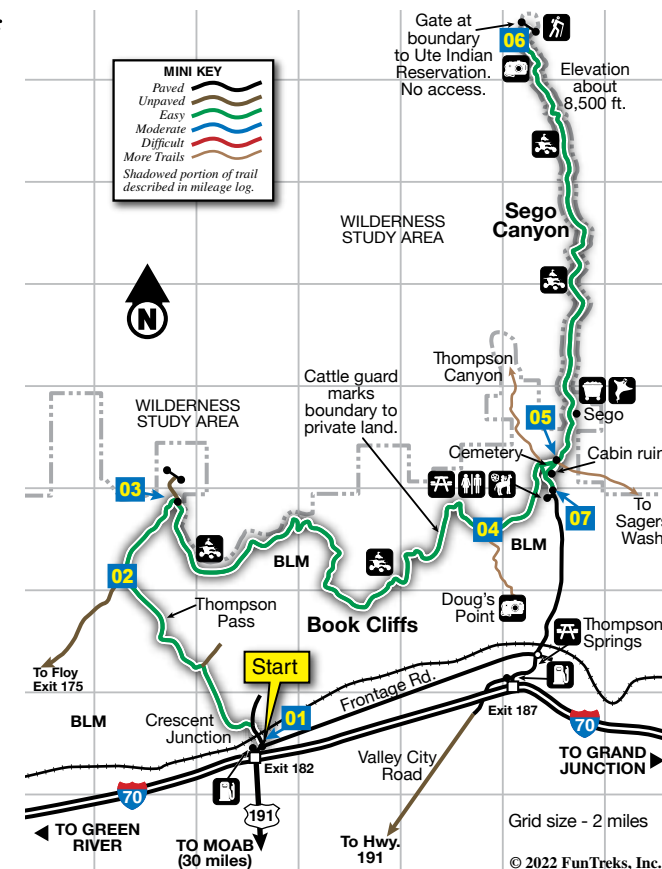 Gate at
boundary
to Ute Indian
Reservation.
No access.
06
Elevation
about
8,500 ft.
MINI KEY
Paved
Unpaved
Easy
Moderate
Difficult
More Trails
Shadowed portion of trail
described in mileage log.
WILDERNESS
STUDY AREA
Sego
Canyon
N
Thompson
Canyon
Cattle guard
marks
boundary to
private land.
WILDERNESS
STUDY AREA
05
Sego
Cemetery
Cabin ruin
03
04
07
To
Sagers
Wash
BLM
BLM
02
Thompson
Pass
Book Cliffs
Doug's
Point
Thompson
Springs
To Floy
Exit 175
Start
Frontage Rd.
BLM
Crescent
Junction
01
Exit 187
70
Exit 182
Valley City
Road
TO GRAND
JUNCTION
70
191
TO GREEN
RIVER
TO MOAB
(30 miles)
To Hwy.
191
Grid size - 2 miles
© 2022 FunTreks, Inc.